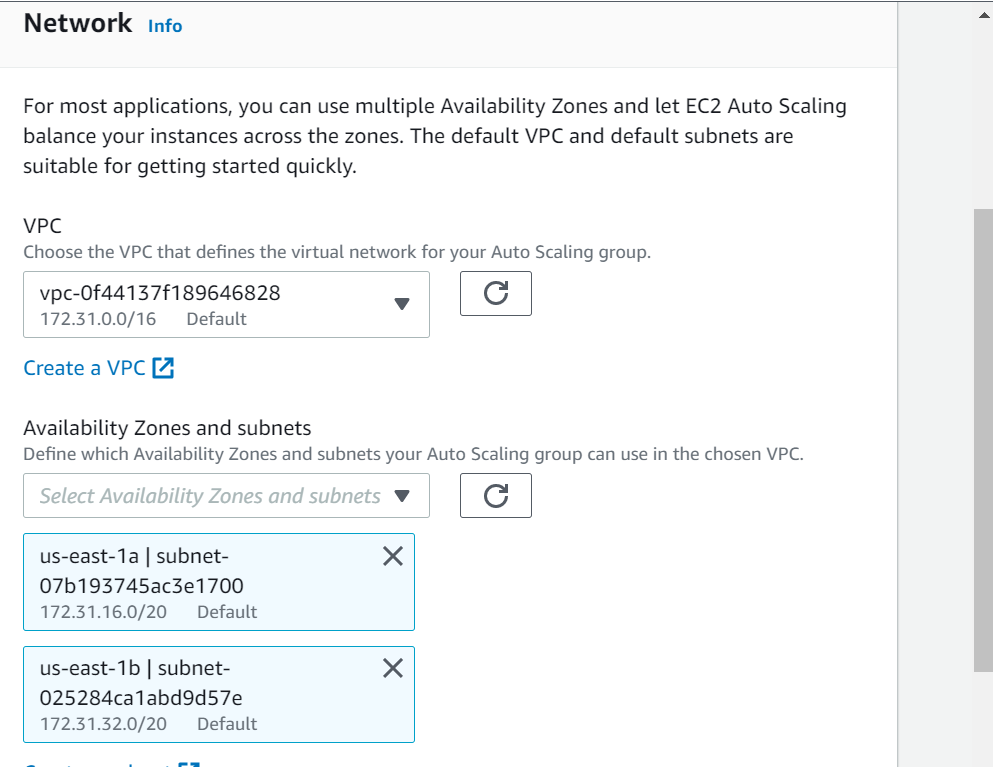 Network Info
For most applications, you can use multiple Availability Zones and let EC2 Auto Scaling
balance your instances across the zones. The default VPC and default subnets are
suitable for getting started quickly.
VPC
Choose the VPC that defines the virtual network for your Auto Scaling group.
vpc-0f44137f189646828
172.31.0.0/16 Default
Create a VPC
Availability Zones and subnets
Define which Availability Zones and subnets your Auto Scaling group can use in the chosen VPC.
Select Availability Zones and subnets
us-east-1a | subnet-
07b193745ac3e1700
172.31.16.0/20 Default
us-east-1b | subnet-
025284ca1abd9d57e
172.31.32.0/20 Default